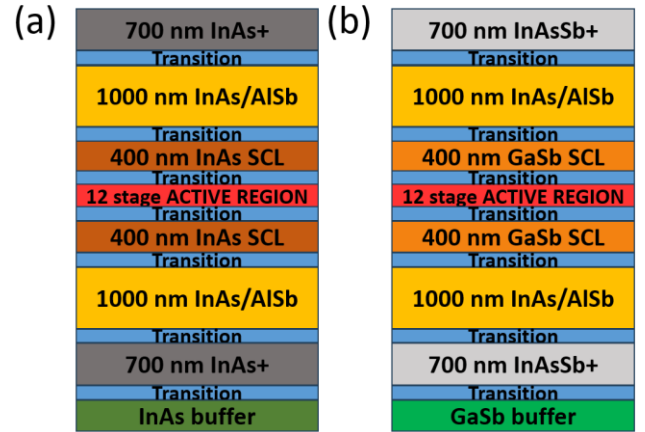 (a)
700 nm InAs+
Transition
1000 nm InAs/AlSb
Transition
400 nm InAs SCL
Transition
12 stage ACTIVE REGION
Transition
400 nm InAs SCL
Transition
1000 nm InAs/AlSb
Transition
700 nm InAs+
Transition
InAs buffer
(b)
700 nm InAsSb+
Transition
1000 nm InAs/AlSb
Transition
400 nm GaSb SCL
Transition
12 stage ACTIVE REGION
Transition
400 nm GaSb SCL
Transition
1000 nm InAs/AlSb
Transition
700 nm InAsSb+
Transition
GaSb buffer